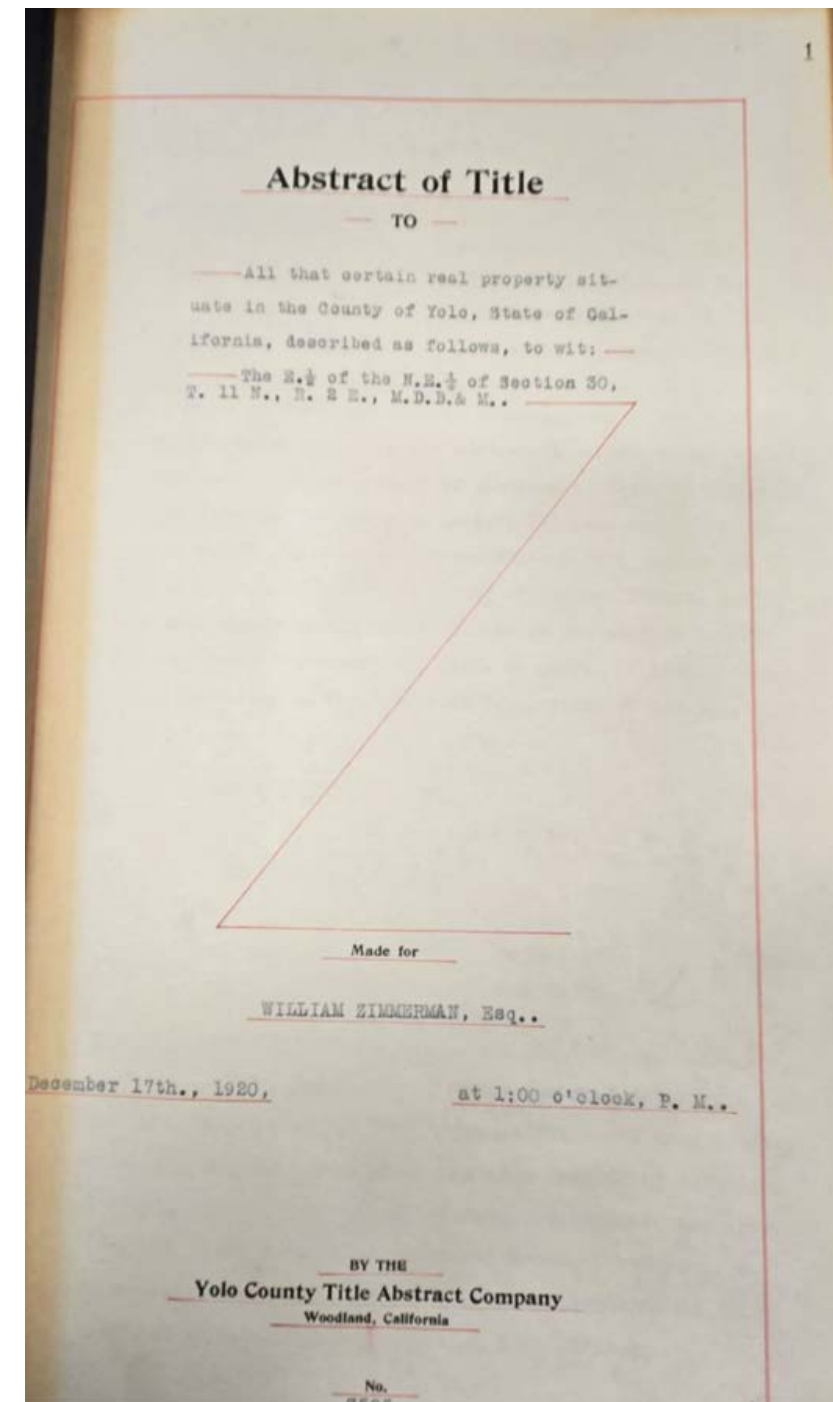 1
Abstract of Title
TO
All that certain real property sit-
uate in the County of Yolo, State of Cal-
ifornia, described as follows, to wit:
The E.½ of the N.E.¼ of Section 30,
T. 11 N., R. 2 E., M.D.B.& M..
Made for
WILLIAM ZIMMERMAN, Esq..
December 17th., 1920, at 1:00 o'clock, P. M..
BY THE
Yolo County Title Abstract Company
Woodland, California
No.